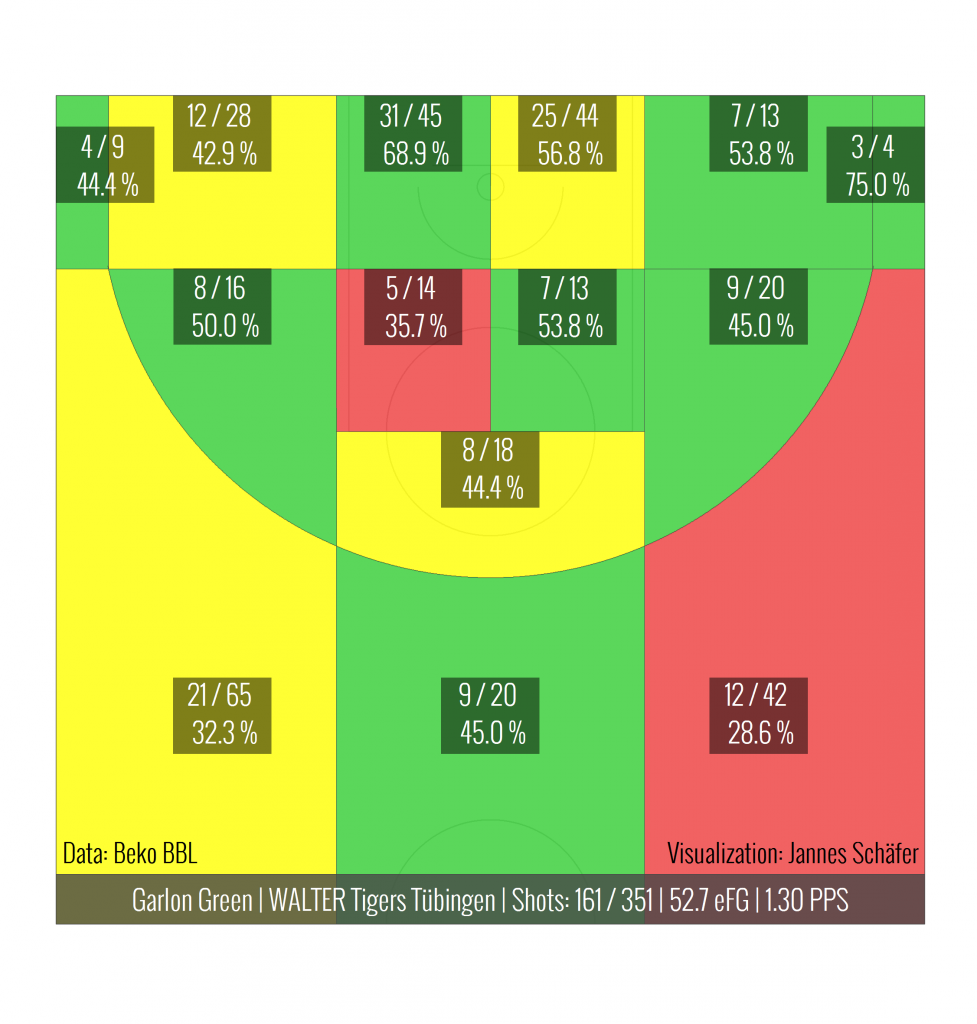 12 / 28
42.9 %
31 / 45
68.9 %
25 / 44
56.8 %
7 / 13
53.8 %
4 / 9
44.4 %
3 / 4
75.0 %
8 / 16
50.0 %
5 / 14
35.7 %
7 / 13
53.8 %
9 / 20
45.0 %
8 / 18
44.4 %
21 / 65
32.3 %
9 / 20
45.0 %
12 / 42
28.6 %
Data: Beko BBL
Visualization: Jannes Schäfer
Garlon Green | WALTER Tigers Tübingen | Shots: 161 / 351 | 52.7 eFG | 1.30 PPS